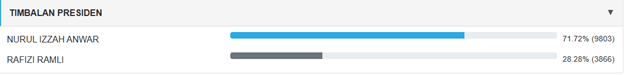 TIMBALAN PRESIDEN ▼
NURUL IZZAH ANWAR 71.72% (9803)
RAFIZI RAMLI 28.28% (3866)